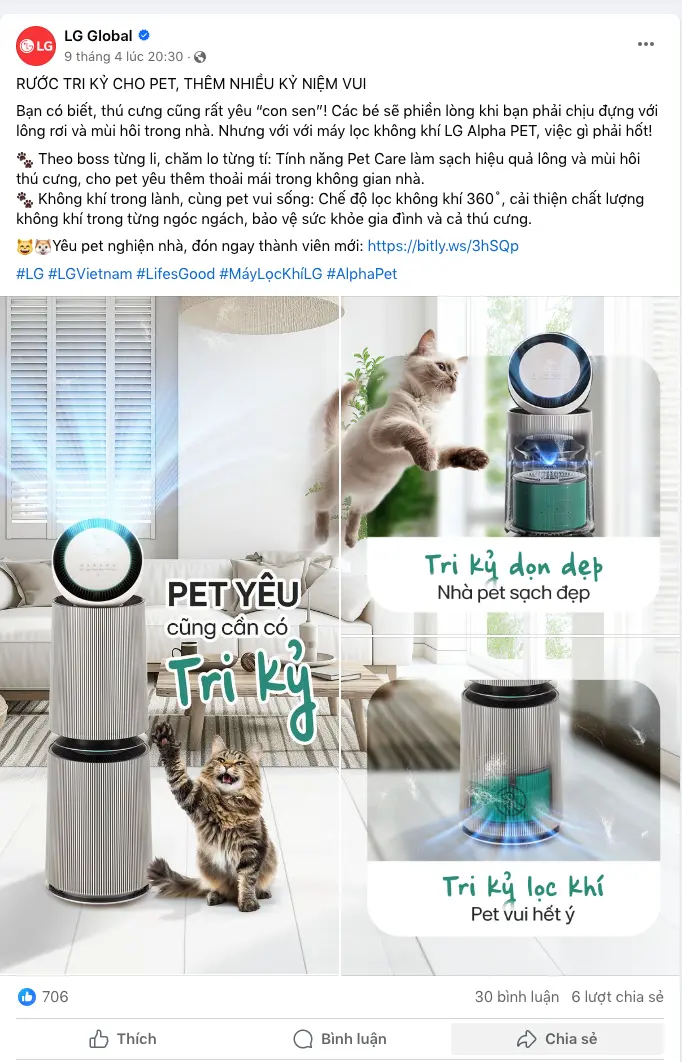 LG
LG Global
9 tháng 4 lúc 20:30 ·
RƯỚC TRI KỶ CHO PET, THÊM NHIỀU KỶ NIỆM VUI
Bạn có biết, thú cưng cũng rất yêu “con sen”! Các bé sẽ phiền lòng khi bạn phải chịu đựng với
lông rơi và mùi hôi trong nhà. Nhưng với với máy lọc không khí LG Alpha PET, việc gì phải hốt!
🐾 Theo boss từng li, chăm lo từng tí: Tính năng Pet Care làm sạch hiệu quả lông và mùi hôi
thú cưng, cho pet yêu thêm thoải mái trong không gian nhà.
🐾 Không khí trong lành, cùng pet vui sống: Chế độ lọc không khí 360˚, cải thiện chất lượng
không khí trong từng ngóc ngách, bảo vệ sức khỏe gia đình và cả thú cưng.
😺🐱Yêu pet nghiện nhà, đón ngay thành viên mới: https://bitly.ws/3hSQp
#LG #LGVietnam #LifesGood #MáyLọcKhíLG #AlphaPet
PET YÊU
cũng cần có
Tri kỷ
Tri kỷ dọn dẹp
Nhà pet sạch đẹp
Tri kỷ lọc khí
Pet vui hết ý
706
30 bình luận 6 lượt chia sẻ
Thích Bình luận Chia sẻ